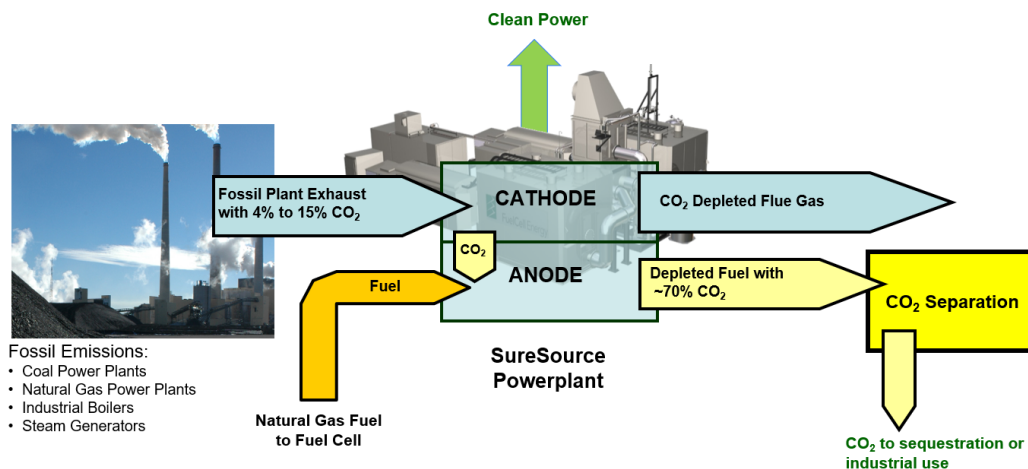 Clean Power
Fossil Plant Exhaust
with 4% to 15% CO₂
CATHODE
CO₂ Depleted Flue Gas
CO₂
ANODE
Fuel
Depleted Fuel with
~70% CO₂
CO₂ Separation
SureSource
Powerplant
Fossil Emissions:
• Coal Power Plants
• Natural Gas Power Plants
• Industrial Boilers
• Steam Generators
Natural Gas Fuel
to Fuel Cell
CO₂ to sequestration or
industrial use